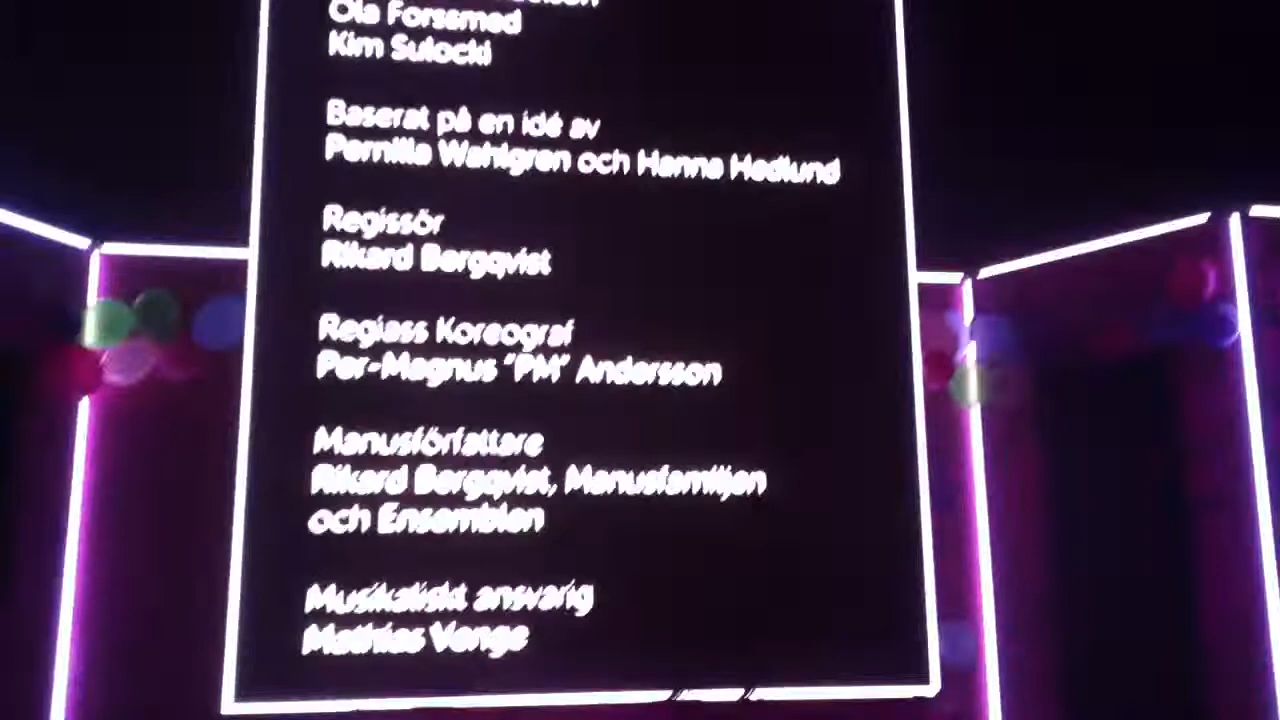 Ola Forssmed
Kim Sulocki
Baserat på en idé av
Pernilla Wahlgren och Hanna Hedlund
Regissör
Rikard Bergqvist
Regiass Koreograf
Per-Magnus "PM" Andersson
Manusförfattare
Rikard Bergqvist, Manusfamiljen
och Ensemblen
Musikaliskt ansvarig
Mathias Venge